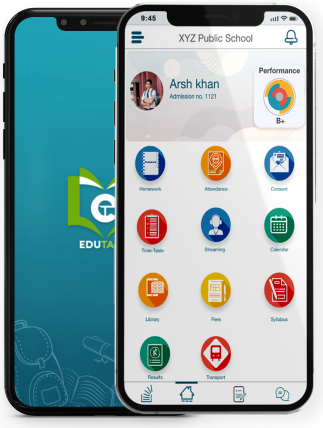 9:45
XYZ Public School
Arsh khan
Admission no. 1121
Performance
B+
Homework
Attendance
Consent
Time-Table
Streaming
Calendar
Library
Fees
Syllabus
Results
Transport
EDUTA